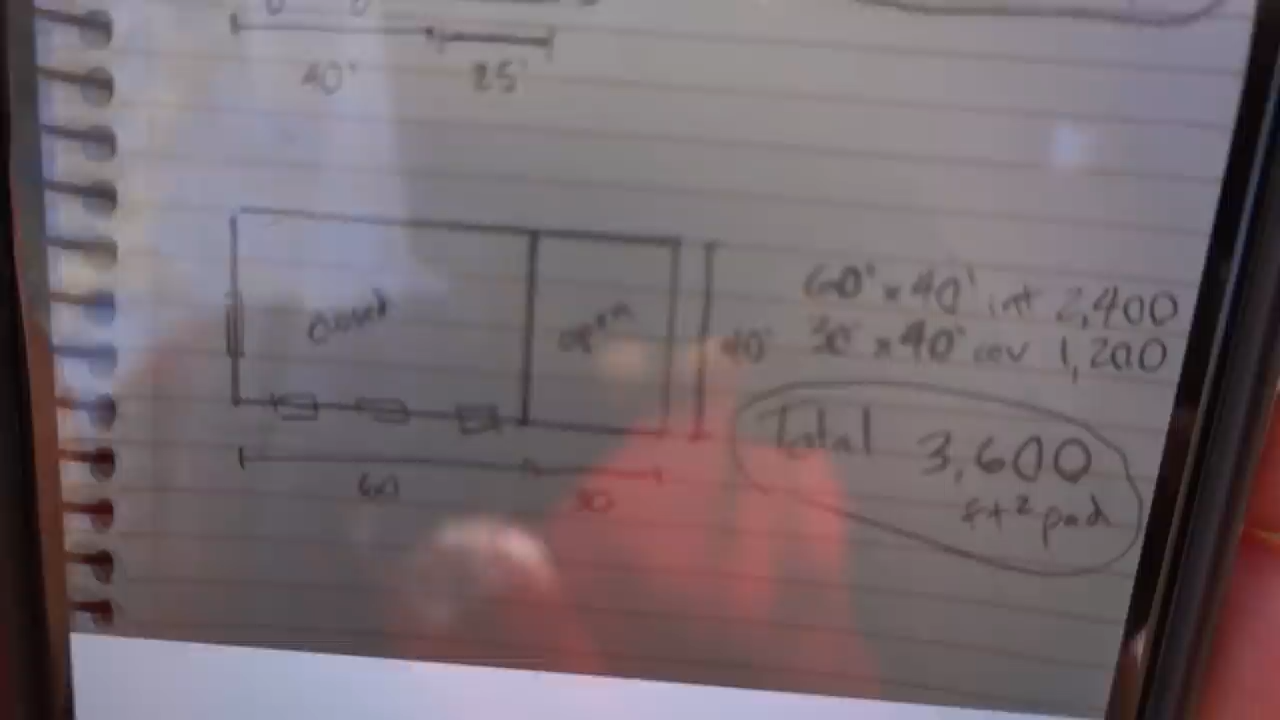 40' 25'
closed open
40'
60' x 40' int 2,400
30' x 40' cov 1,200
Total 3,600
ft² pad
60 30